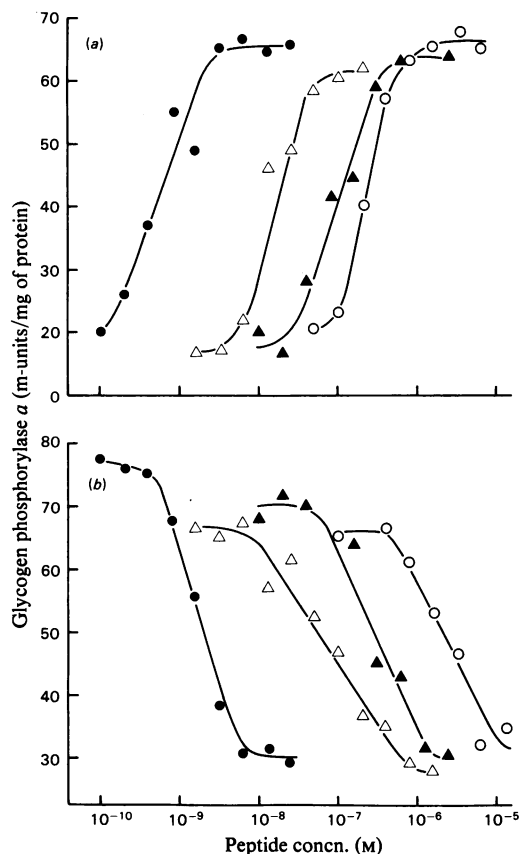 (a)
70
60
50
40
30
20
10
0
(b)
80
70
60
50
40
30
Glycogen phosphorylase a (m-units/mg of protein)
10⁻¹⁰ 10⁻⁹ 10⁻⁸ 10⁻⁷ 10⁻⁶ 10⁻⁵
Peptide concn. (M)